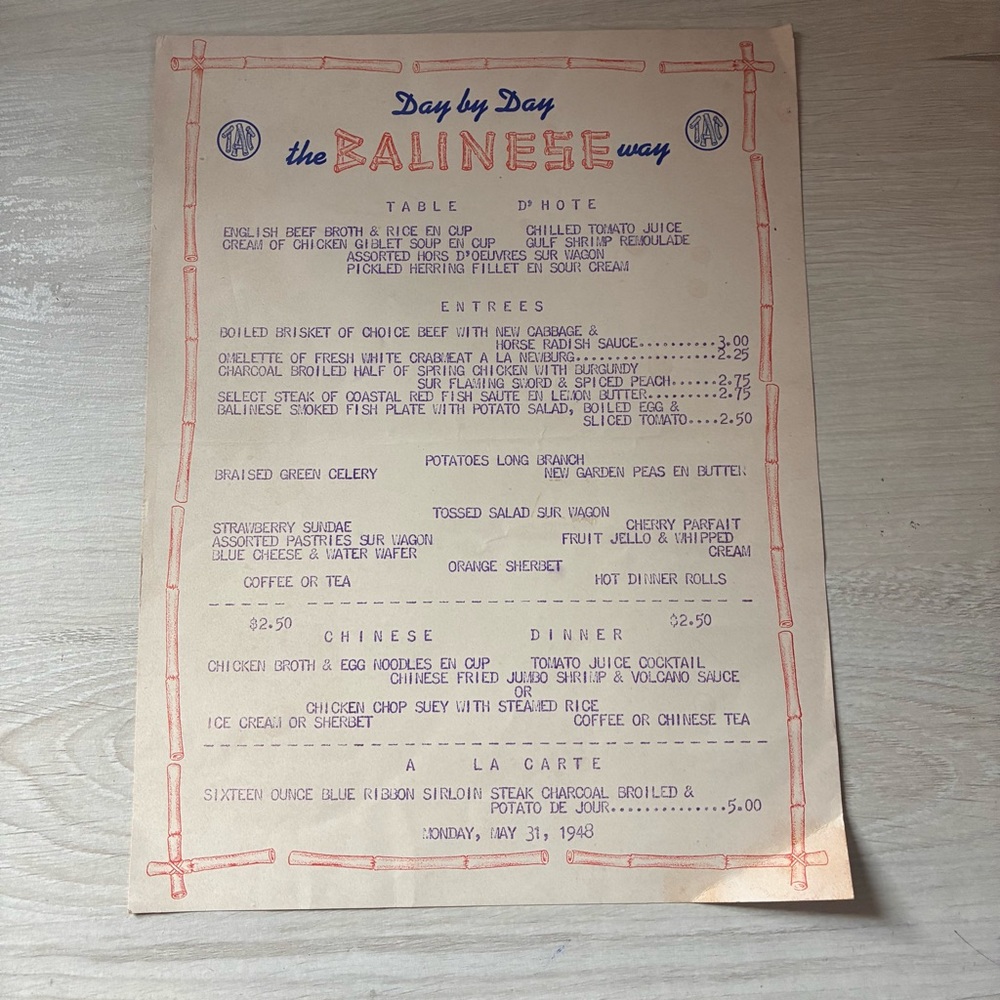 Day by Day
TAT the BALINESE way TAT
TABLE D'HOTE
ENGLISH BEEF BROTH & RICE EN CUP CHILLED TOMATO JUICE
CREAM OF CHICKEN GIBLET SOUP EN CUP GULF SHRIMP REMOULADE
ASSORTED HORS D'OEUVRES SUR WAGON
PICKLED HERRING FILLET EN SOUR CREAM
ENTREES
BOILED BRISKET OF CHOICE BEEF WITH NEW CABBAGE &
HORSE RADISH SAUCE..........3.00
OMELETTE OF FRESH WHITE CRABMEAT A LA NEWBURG................2.25
CHARCOAL BROILED HALF OF SPRING CHICKEN WITH BURGUNDY
SUR FLAMING SWORD & SPICED PEACH......2.75
SELECT STEAK OF COASTAL RED FISH SAUTE EN LEMON BUTTER.........2.75
BALINESE SMOKED FISH PLATE WITH POTATO SALAD, BOILED EGG &
SLICED TOMATO....2.50
POTATOES LONG BRANCH
BRAISED GREEN CELERY NEW GARDEN PEAS EN BUTTER
TOSSED SALAD SUR WAGON
STRAWBERRY SUNDAE CHERRY PARFAIT
ASSORTED PASTRIES SUR WAGON FRUIT JELLO & WHIPPED
BLUE CHEESE & WATER WAFER CREAM
ORANGE SHERBET
COFFEE OR TEA HOT DINNER ROLLS
$2.50 $2.50
CHINESE DINNER
CHICKEN BROTH & EGG NOODLES EN CUP TOMATO JUICE COCKTAIL
CHINESE FRIED JUMBO SHRIMP & VOLCANO SAUCE
OR
CHICKEN CHOP SUEY WITH STEAMED RICE
ICE CREAM OR SHERBET COFFEE OR CHINESE TEA
A LA CARTE
SIXTEEN OUNCE BLUE RIBBON SIRLOIN STEAK CHARCOAL BROILED &
POTATO DE JOUR..............5.00
MONDAY, MAY 31, 1948